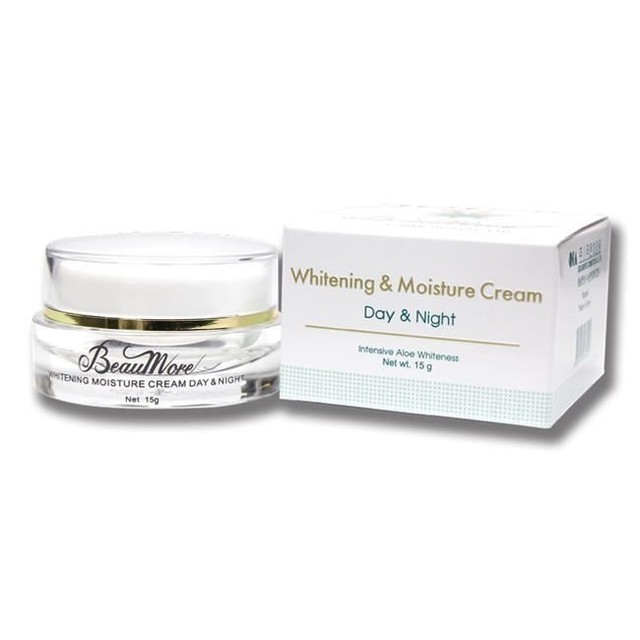 BeauMore
WHITENING MOISTURE CREAM DAY & NIGHT
Net 15g
Whitening & Moisture Cream
Day & Night
Intensive Aloe Whiteness
Net wt. 15 g